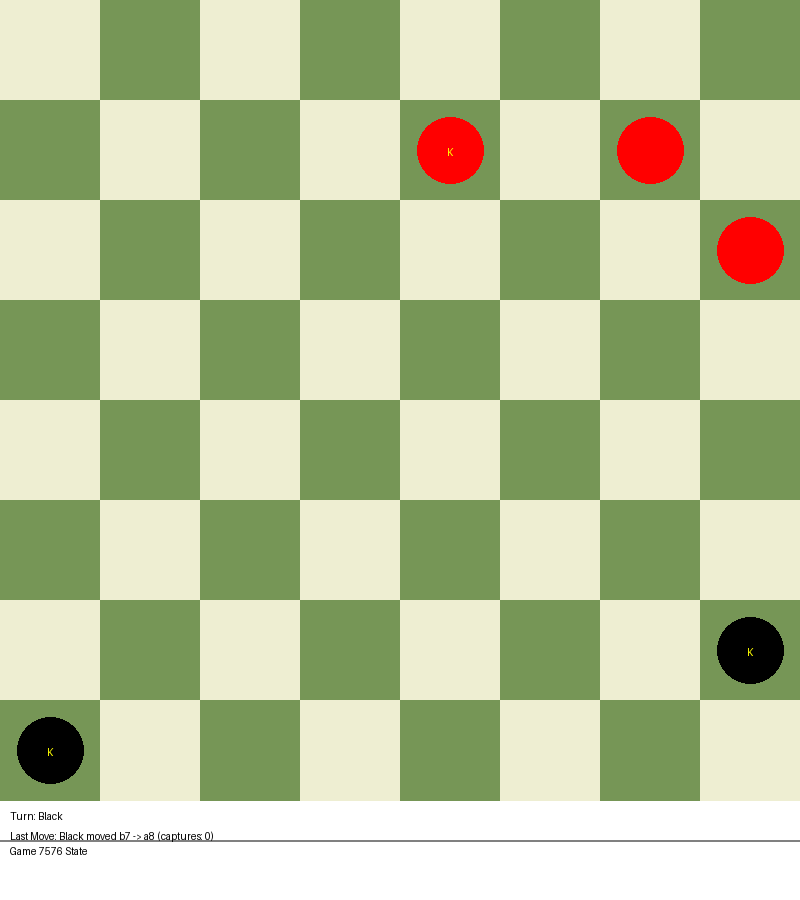 K
K
K
Turn: Black
Last Move: Black moved b7 -> a8 (captures: 0)
Game 7576 State